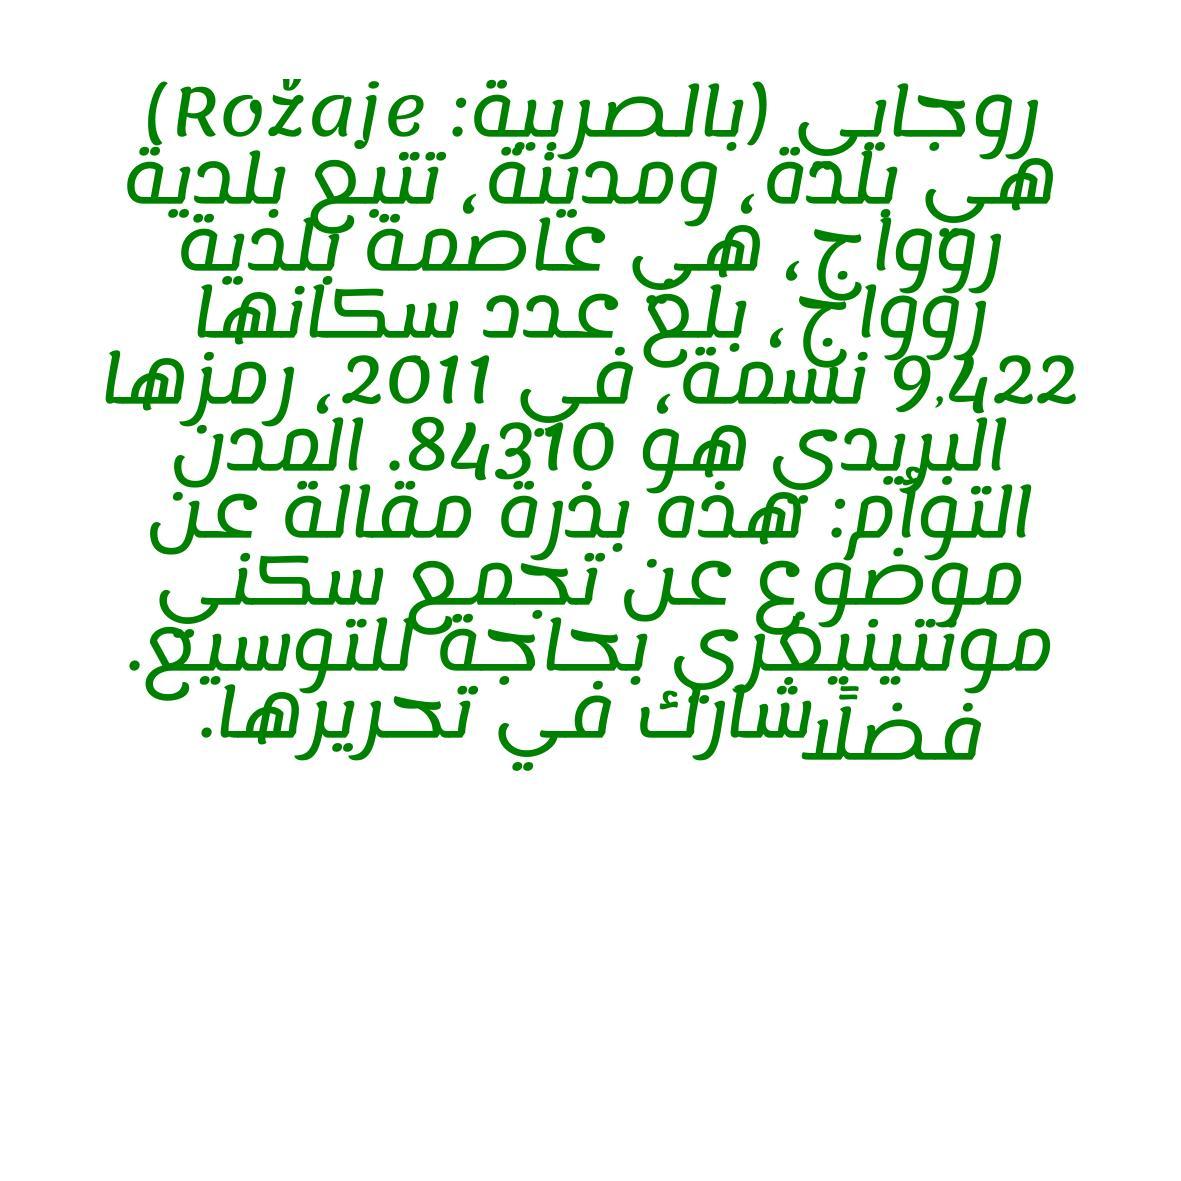 روجايي (بالصربية: Rožaje)
هي بلدة، ومدينة، تتبع بلدية
رووواج، هي عاصمة بلدية
رووواج، بلغ عدد سكانها
9,422 نسمة، في 2011، رمزها
البريدي هو 84310. المدن
التوأم: هذه بذرة مقالة عن
موضوع عن تجمع سكني
مونتينيغري بحاجة للتوسيع.
فضلًا شارك في تحريرها.